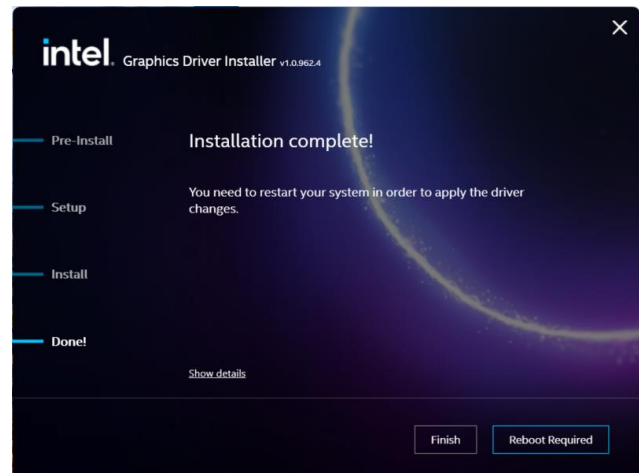 intel. Graphics Driver Installer v1.0.962.4
Pre-Install
Setup
Install
Done!
Installation complete!
You need to restart your system in order to apply the driver
changes.
Show details
Finish
Reboot Required